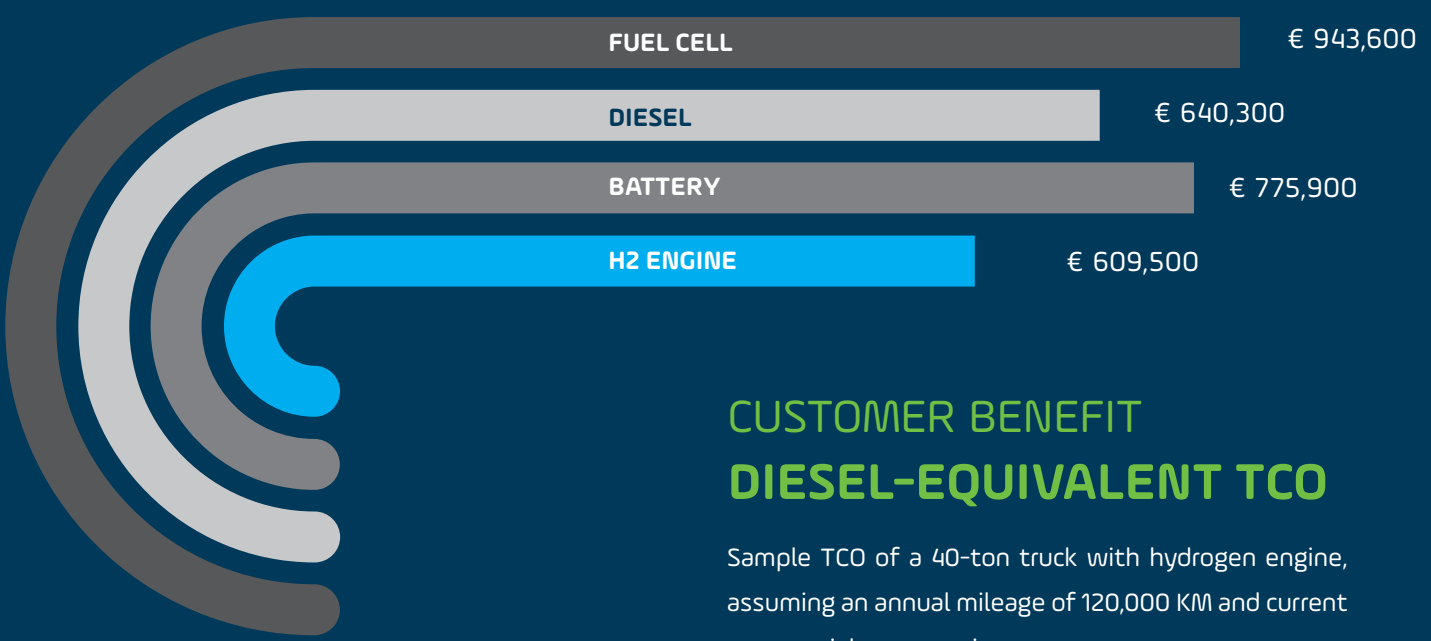 FUEL CELL € 943,600
DIESEL € 640,300
BATTERY € 775,900
H2 ENGINE € 609,500
CUSTOMER BENEFIT
DIESEL-EQUIVALENT TCO
Sample TCO of a 40-ton truck with hydrogen engine,
assuming an annual mileage of 120,000 KM and current